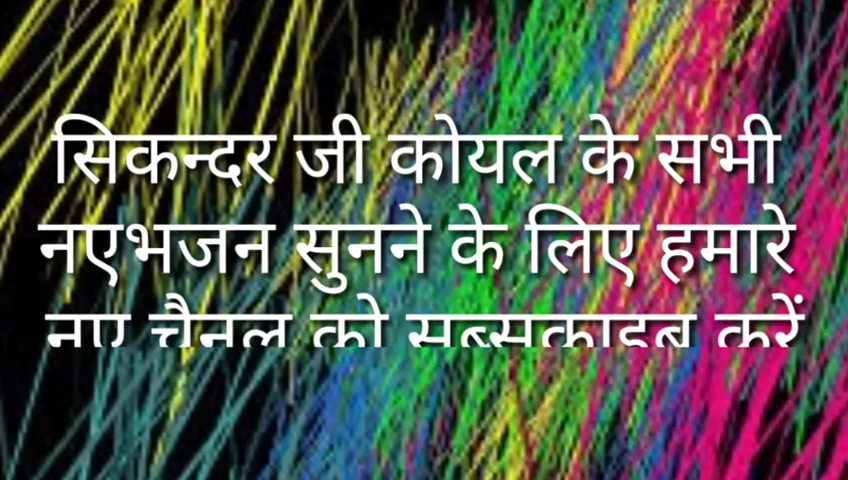 सिकन्दर जी कोयल के सभी
नएभजन सुनने के लिए हमारे
नए चैनल को सब्सक्राइब करें